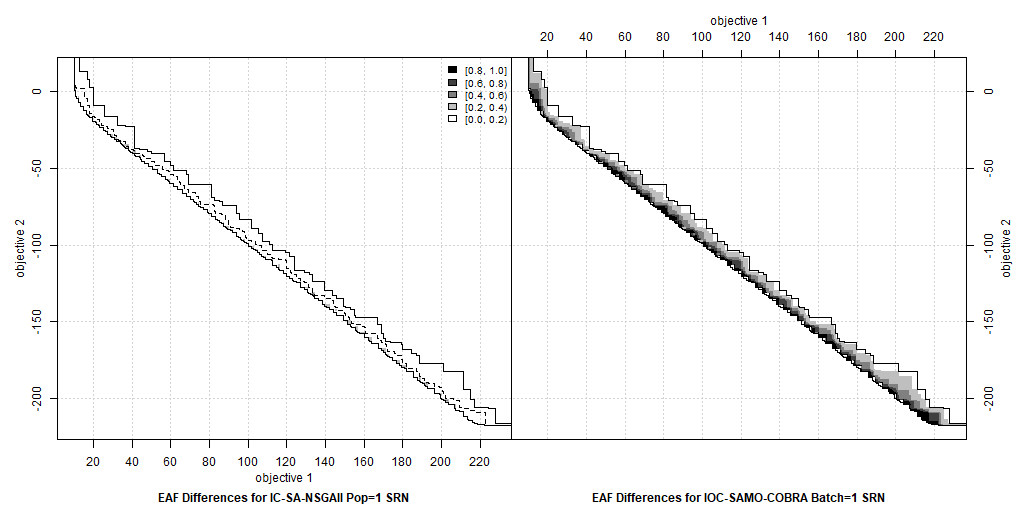 objective 1
20 40 60 80 100 120 140 160 180 200 220
[0.8, 1.0]
[0.6, 0.8)
[0.4, 0.6)
[0.2, 0.4)
[0.0, 0.2)
0
-50
-100
-150
-200
objective 2
0
-50
-100
-150
-200
objective 2
20 40 60 80 100 120 140 160 180 200 220
objective 1
EAF Differences for IC-SA-NSGAII Pop=1 SRN
EAF Differences for IOC-SAMO-COBRA Batch=1 SRN